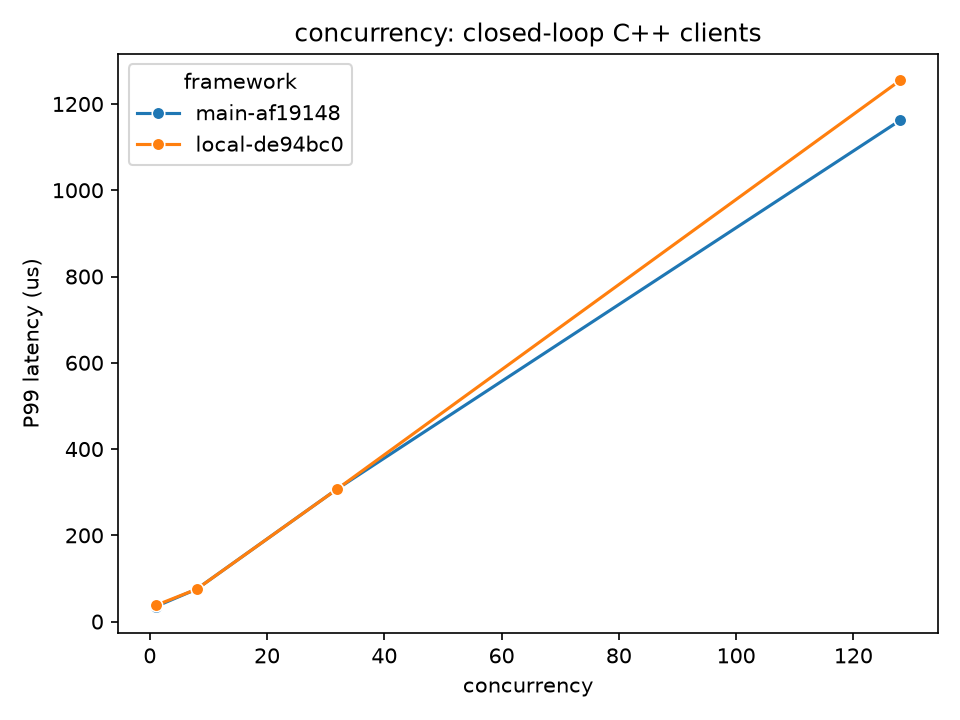 concurrency: closed-loop C++ clients
framework
main-af19148
local-de94bc0
1200
1000
800
600
400
200
0
P99 latency (us)
0 20 40 60 80 100 120
concurrency